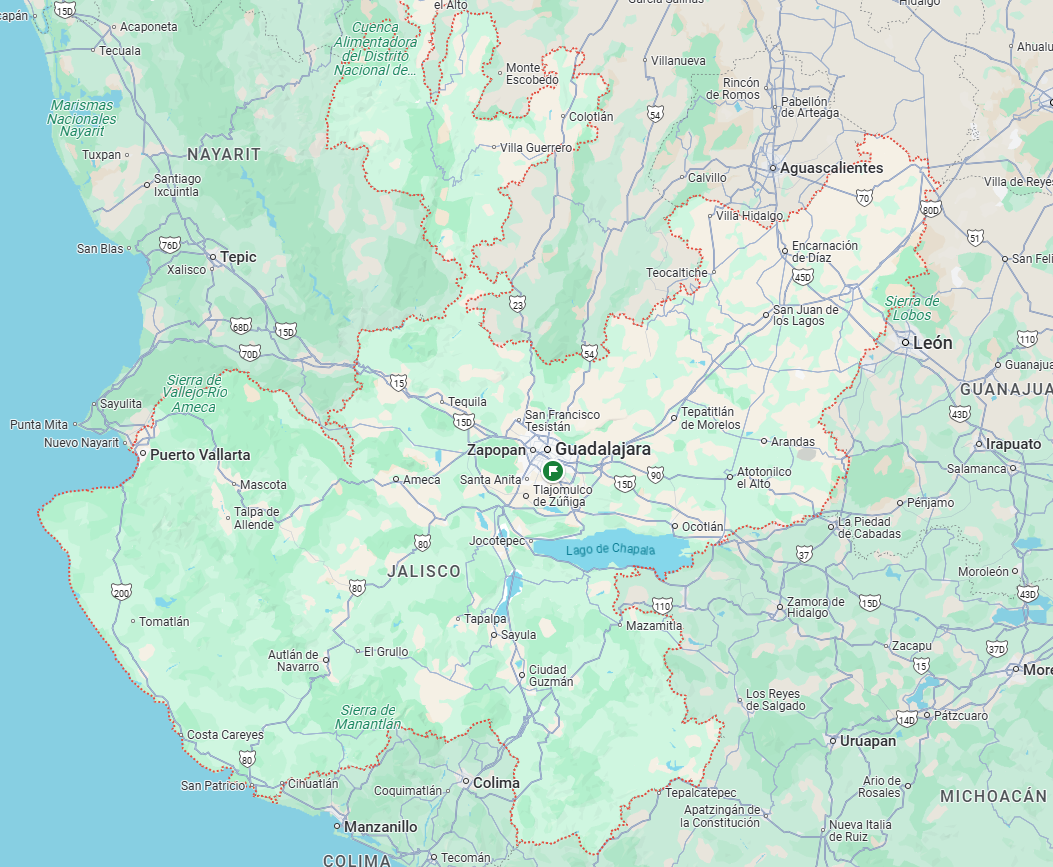 15D
Acaponeta
Tecuala
el Alto
Hidalgo
Cuenca
Alimentadora
del Distrito
Nacional de...
Monte
Escobedo
Villanueva
Rincón
de Romos
Pabellón
de Arteaga
Marismas
Nacionales
Nayarit
Colotlán
54
Tuxpan
NAYARIT
Villa Guerrero
Santiago
Ixcuintla
Aguascalientes
Calvillo
70
80D
Villa de Reyes
Villa Hidalgo
San Blas
76D
Tepic
Xalisco
Encarnación
de Díaz
51
Teocaltiche
45D
23
San Juan de
los Lagos
Sierra de
Lobos
68D
15D
54
León
110
70D
Sierra de
Vallejo-Río
Ameca
15
Tequila
15D
San Francisco
Tesistán
Tepatitlán
de Morelos
GUANAJUA
43D
Sayulita
Punta Mita
Nuevo Nayarit
Puerto Vallarta
Zapopan
Guadalajara
Arandas
Irapuato
Salamanca
Mascota
Ameca
Santa Anita
Tlajomulco
de Zúñiga
15D
90
Atotonilco
el Alto
Pénjamo
Talpa de
Allende
80
Jocotepec
Lago de Chapala
Ocotlán
La Piedad
de Cabadas
37
JALISCO
Moroleón
200
80
43D
Tomatlán
Tapalpa
Sayula
110
Mazamitla
Zamora de
Hidalgo
15D
Autlán de
Navarro
El Grullo
Ciudad
Guzmán
Zacapu
37D
15
Los Reyes
de Salgado
14D
Pátzcuaro
Sierra de
Manantlán
Costa Careyes
80
Uruapan
San Patricio
Cihuatlán
Coquimatlán
Colima
Tepalcatepec
Ario de
Rosales
MICHOACÁN
Apatzingán de
la Constitución
Manzanillo
Nueva Italia
de Ruiz
COLIMA
Tecomán